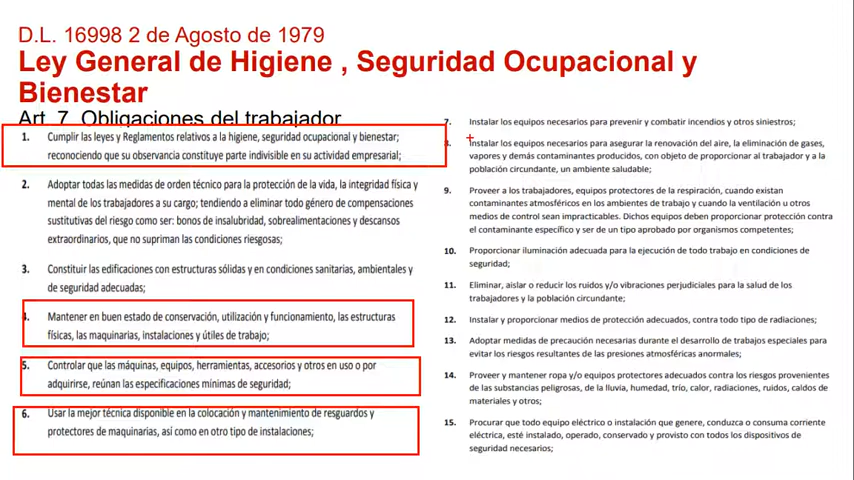 D.L. 16998 2 de Agosto de 1979
Ley General de Higiene , Seguridad Ocupacional y
Bienestar
Art 7 Obligaciones del trabajador
1. Cumplir las leyes y Reglamentos relativos a la higiene, seguridad ocupacional y bienestar;
reconociendo que su observancia constituye parte indivisible en su actividad empresarial;
2. Adoptar todas las medidas de orden técnico para la protección de la vida, la integridad física y
mental de los trabajadores a su cargo; tendiendo a eliminar todo género de compensaciones
sustitutivas del riesgo como ser: bonos de insalubridad, sobrealimentaciones y descansos
extraordinarios, que no supriman las condiciones riesgosas;
3. Constituir las edificaciones con estructuras sólidas y en condiciones sanitarias, ambientales y
de seguridad adecuadas;
4. Mantener en buen estado de conservación, utilización y funcionamiento, las estructuras
físicas, las maquinarias, instalaciones y útiles de trabajo;
5. Controlar que las máquinas, equipos, herramientas, accesorios y otros en uso o por
adquirirse, reúnan las especificaciones mínimas de seguridad;
6. Usar la mejor técnica disponible en la colocación y mantenimiento de resguardos y
protectores de maquinarias, así como en otro tipo de instalaciones;
7. Instalar los equipos necesarios para prevenir y combatir incendios y otros siniestros;
8. Instalar los equipos necesarios para asegurar la renovación del aire, la eliminación de gases,
vapores y demás contaminantes producidos, con objeto de proporcionar al trabajador y a la
población circundante, un ambiente saludable;
9. Proveer a los trabajadores, equipos protectores de la respiración, cuando existan
contaminantes atmosféricos en los ambientes de trabajo y cuando la ventilación u otros
medios de control sean impracticables. Dichos equipos deben proporcionar protección contra
el contaminante específico y ser de un tipo aprobado por organismos competentes;
10. Proporcionar iluminación adecuada para la ejecución de todo trabajo en condiciones de
seguridad;
11. Eliminar, aislar o reducir los ruidos y/o vibraciones perjudiciales para la salud de los
trabajadores y la población circundante;
12. Instalar y proporcionar medios de protección adecuados, contra todo tipo de radiaciones;
13. Adoptar medidas de precaución necesarias durante el desarrollo de trabajos especiales para
evitar los riesgos resultantes de las presiones atmosféricas anormales;
14. Proveer y mantener ropa y/o equipos protectores adecuados contra los riesgos provenientes
de las substancias peligrosas, de la lluvia, humedad, frío, calor, radiaciones, ruidos, caldos de
materiales y otros;
15. Procurar que todo equipo eléctrico o instalación que genere, conduzca o consuma corriente
eléctrica, esté instalado, operado, conservado y provisto con todos los dispositivos de
seguridad necesarios;